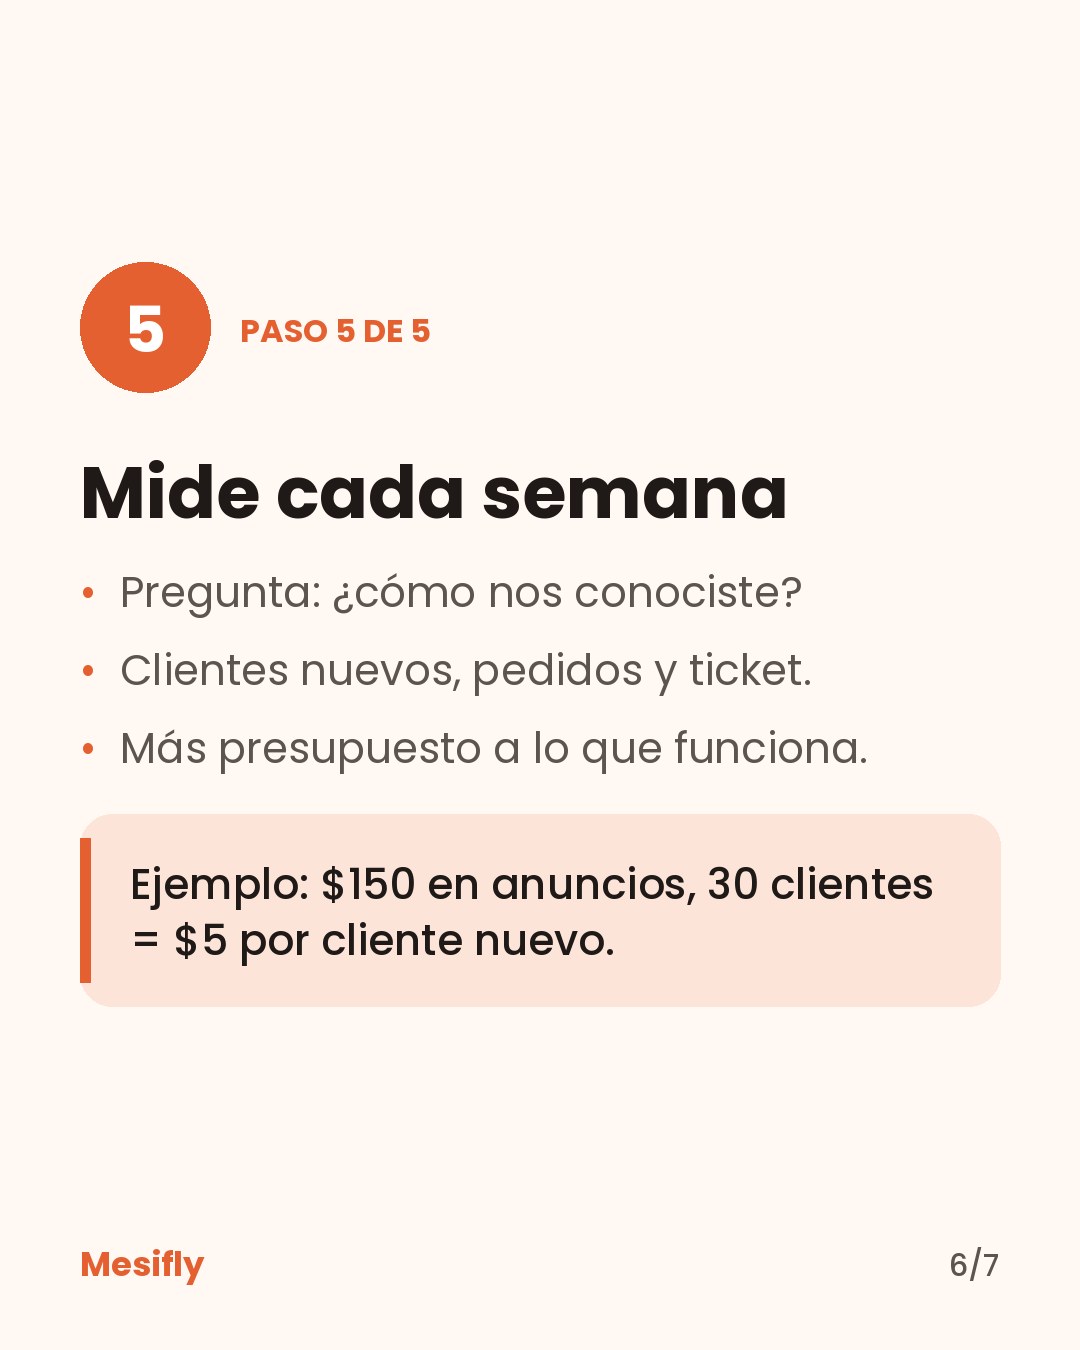 5
PASO 5 DE 5
Mide cada semana
• Pregunta: ¿cómo nos conociste?
• Clientes nuevos, pedidos y ticket.
• Más presupuesto a lo que funciona.
Ejemplo: $150 en anuncios, 30 clientes
= $5 por cliente nuevo.
Mesifly
6/7